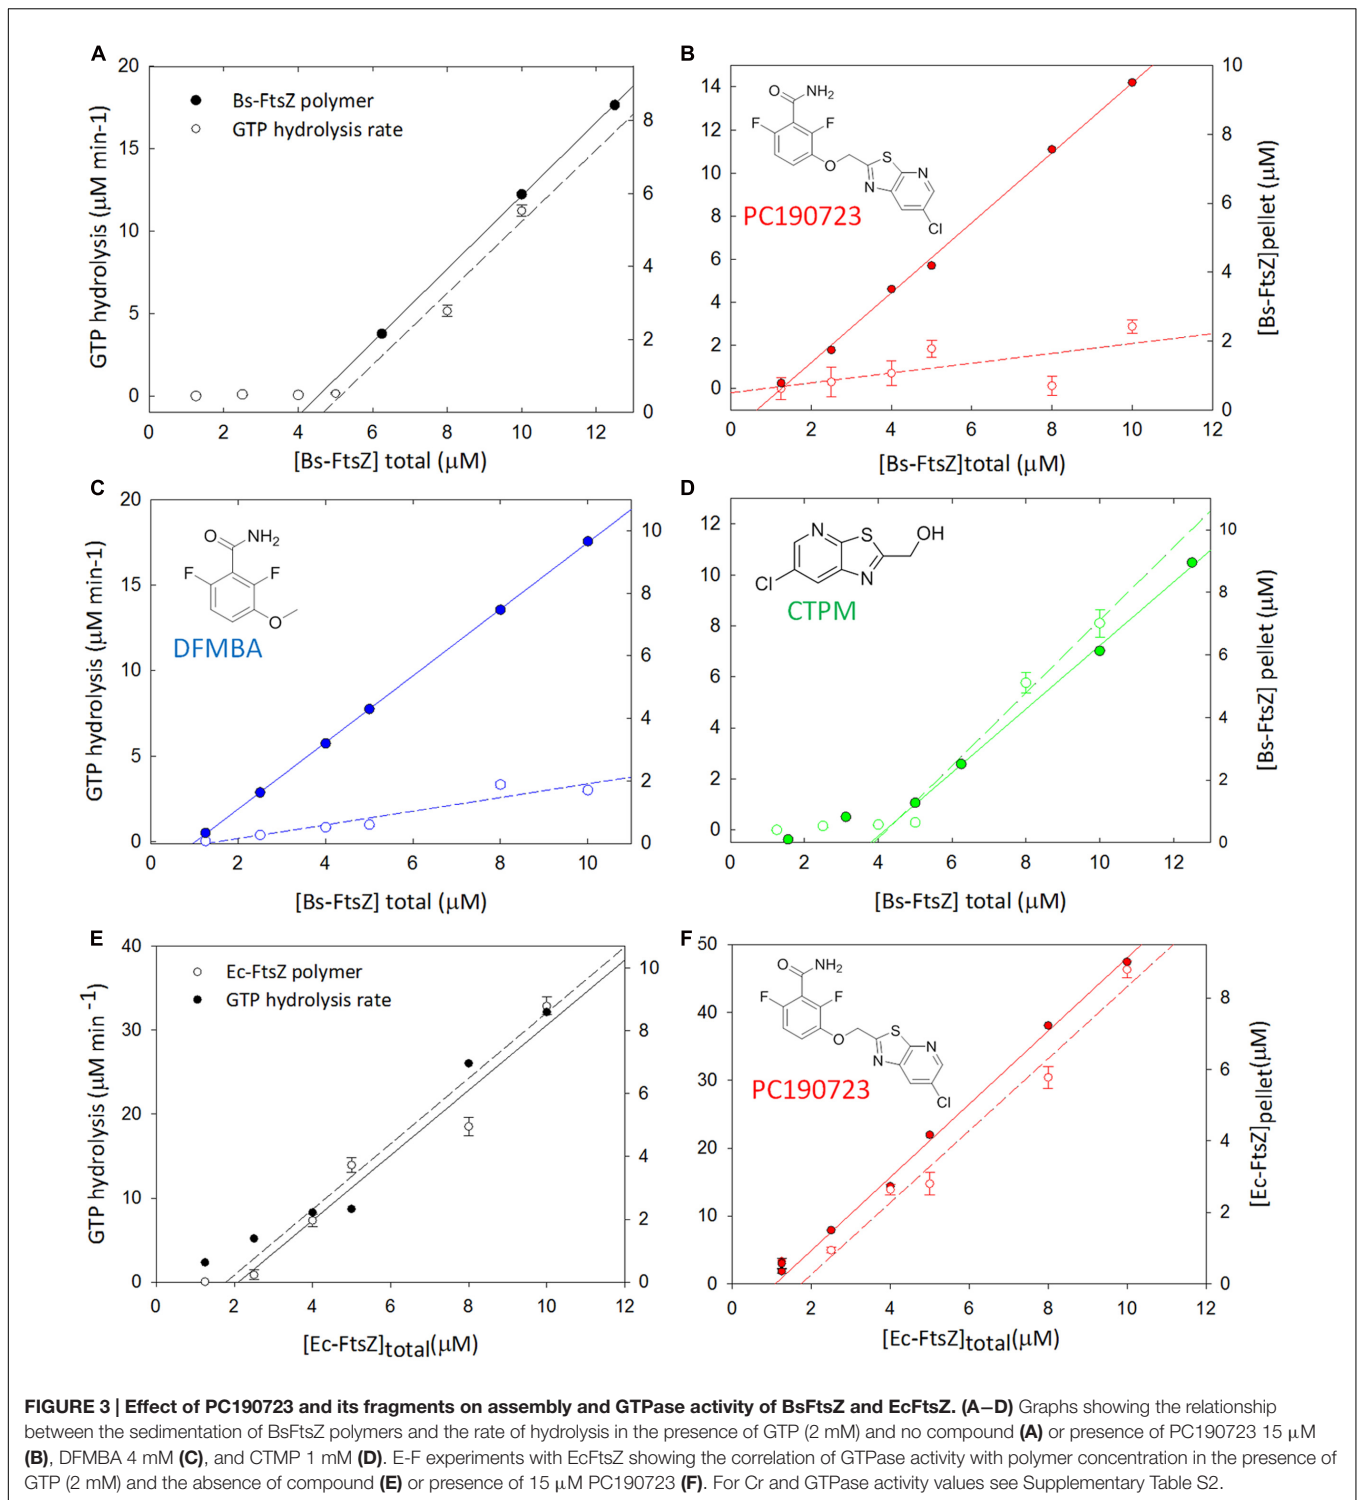 A
20
15
10
5
0
GTP hydrolysis (μM min-1)
Bs-FtsZ polymer
GTP hydrolysis rate
8
6
4
2
0
0 2 4 6 8 10 12
[Bs-FtsZ] total (μM)
B
14
12
10
8
6
4
2
0
O NH2
F F
O S N
N
Cl
PC190723
10
8
6
4
2
0
[Bs-FtsZ]pellet (μM)
0 2 4 6 8 10 12
[Bs-FtsZ]total (μM)
C
20
15
10
5
0
GTP hydrolysis (μM min-1)
O NH2
F F
O
DFMBA
10
8
6
4
2
0
0 2 4 6 8 10
[Bs-FtsZ] total (μM)
D
12
10
8
6
4
2
0
N S OH
Cl N
CTPM
10
8
6
4
2
0
[Bs-FtsZ] pellet (μM)
0 2 4 6 8 10 12
[Bs-FtsZ] total (μM)
E
40
30
20
10
0
GTP hydrolysis (μM min -1)
Ec-FtsZ polymer
GTP hydrolysis rate
10
8
6
4
2
0
0 2 4 6 8 10 12
[Ec-FtsZ]total(μM)
F
50
40
30
20
10
0
O NH2
F F
O S N
N
Cl
PC190723
8
6
4
2
0
[Ec-FtsZ]pellet(μM)
0 2 4 6 8 10 12
[Ec-FtsZ]total(μM)
FIGURE 3 | Effect of PC190723 and its fragments on assembly and GTPase activity of BsFtsZ and EcFtsZ. (A–D) Graphs showing the relationship
between the sedimentation of BsFtsZ polymers and the rate of hydrolysis in the presence of GTP (2 mM) and no compound (A) or presence of PC190723 15 μM
(B), DFMBA 4 mM (C), and CTMP 1 mM (D). E-F experiments with EcFtsZ showing the correlation of GTPase activity with polymer concentration in the presence of
GTP (2 mM) and the absence of compound (E) or presence of 15 μM PC190723 (F). For Cr and GTPase activity values see Supplementary Table S2.